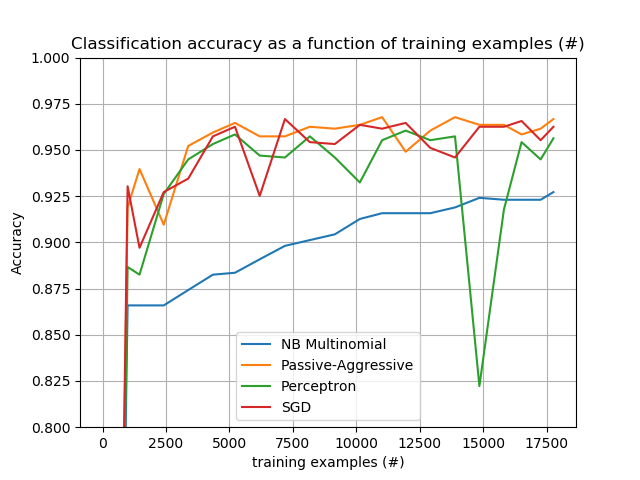 Classification accuracy as a function of training examples (#)
1.000
0.975
0.950
0.925
0.900
0.875
0.850
0.825
0.800
Accuracy
NB Multinomial
Passive-Aggressive
Perceptron
SGD
0 2500 5000 7500 10000 12500 15000 17500
training examples (#)